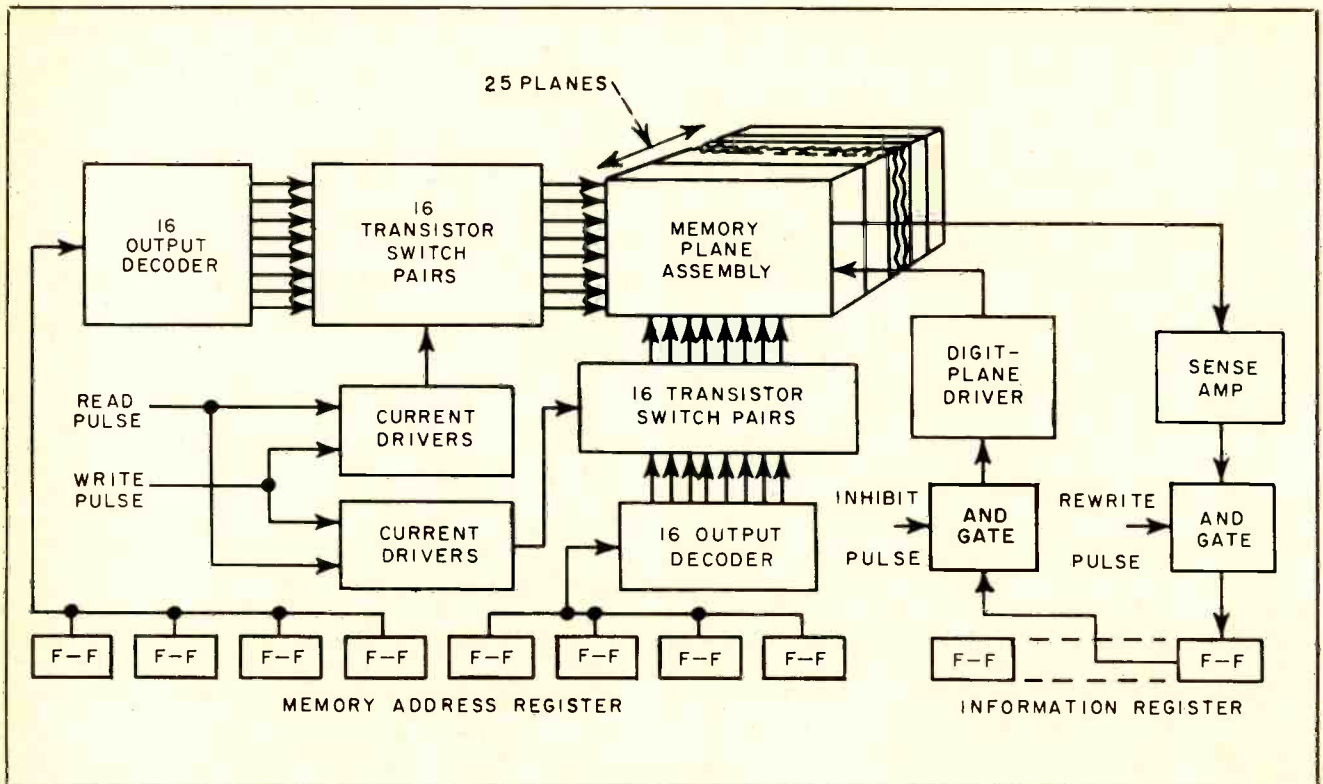 25 PLANES
16
OUTPUT
DECODER
16
TRANSISTOR
SWITCH
PAIRS
MEMORY
PLANE
ASSEMBLY
READ
PULSE
WRITE
PULSE
CURRENT
DRIVERS
CURRENT
DRIVERS
16 TRANSISTOR
SWITCH PAIRS
16 OUTPUT
DECODER
DIGIT-
PLANE
DRIVER
SENSE
AMP
INHIBIT
PULSE
AND
GATE
REWRITE
PULSE
AND
GATE
F-F
F-F
F-F
F-F
F-F
F-F
F-F
F-F
F-F
F-F
MEMORY ADDRESS REGISTER
INFORMATION REGISTER